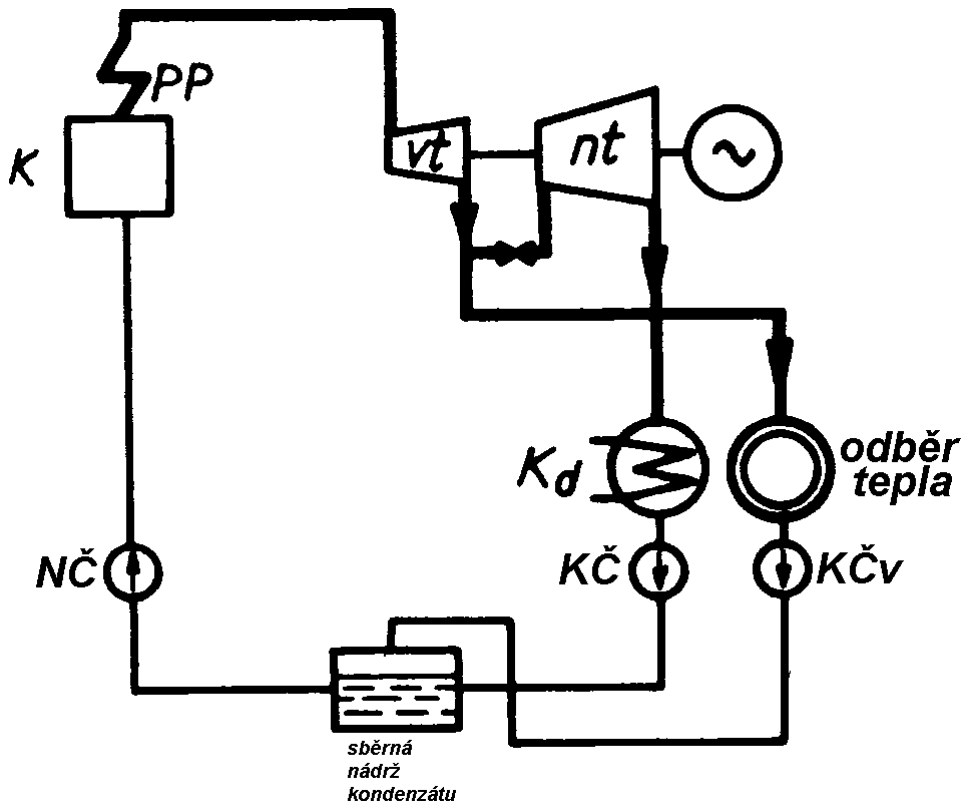 PP
K
vt
nt
Kd
odběr
tepla
NČ
KČ
KČv
sběrná
nádrž
kondenzátu